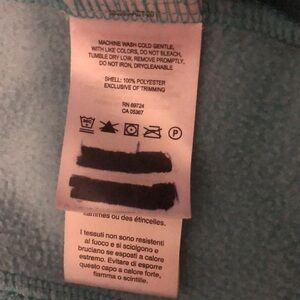 MACHINE WASH COLD GENTLE,
WITH LIKE COLORS, DO NOT BLEACH,
TUMBLE DRY LOW, REMOVE PROMPTLY,
DO NOT IRON, DRYCLEANABLE
SHELL: 100% POLYESTER
EXCLUSIVE OF TRIMMING
RN 69724
CA 05367
P
flammes ou des étincelles.
I tessuti non sono resistenti
al fuoco e si sciolgono e
bruciano se esposti a calore
estremo. Evitare di esporre
questo capo a calore forte,
fiamma o scintille.